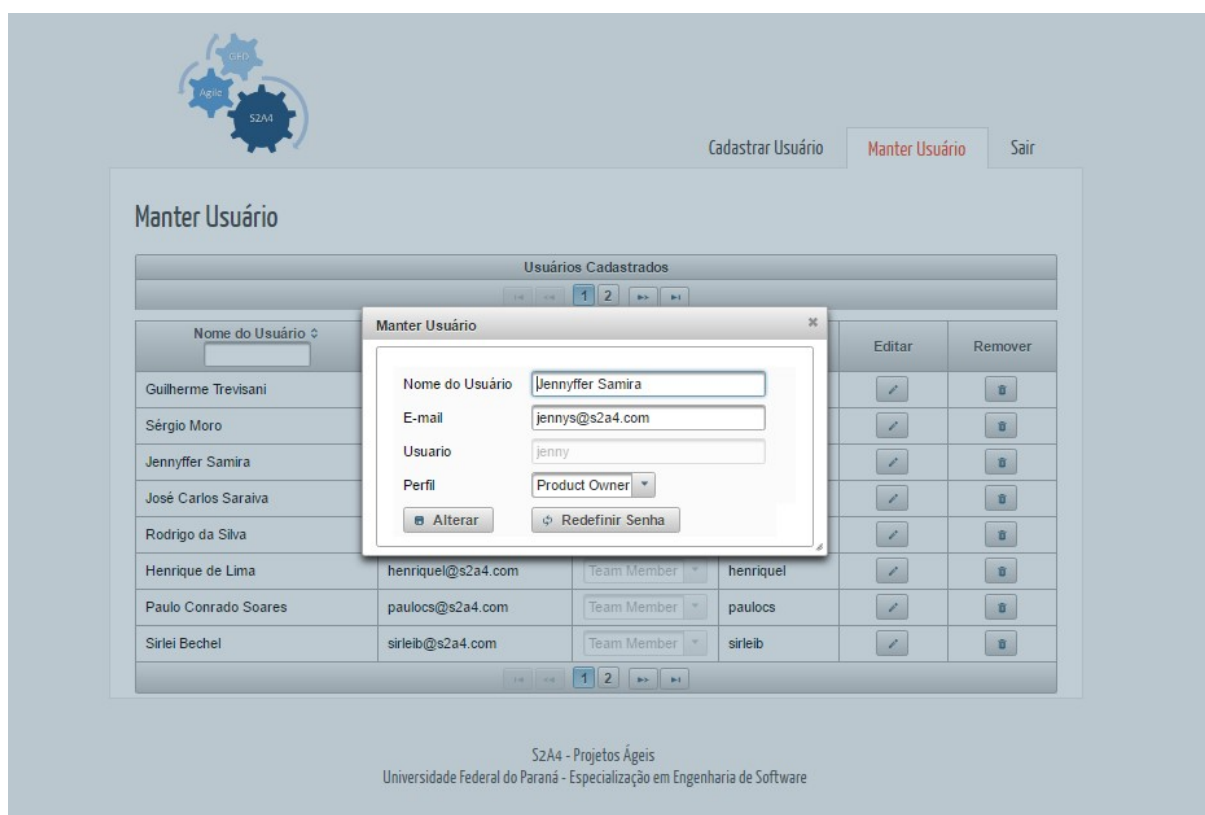 GED
Agile
S2A4
Cadastrar Usuário Manter Usuário Sair
Manter Usuário
Usuários Cadastrados
1 2
Nome do Usuário Editar Remover
Manter Usuário
Nome do Usuário Jennyffer Samira
E-mail jennys@s2a4.com
Usuario jenny
Perfil Product Owner
Alterar Redefinir Senha
Guilherme Trevisani
Sérgio Moro
Jennyffer Samira
José Carlos Saraiva
Rodrigo da Silva
Henrique de Lima henriquel@s2a4.com Team Member henriquel
Paulo Conrado Soares paulocs@s2a4.com Team Member paulocs
Sirlei Bechel sirleib@s2a4.com Team Member sirleib
1 2
S2A4 - Projetos Ágeis
Universidade Federal do Paraná - Especialização em Engenharia de Software